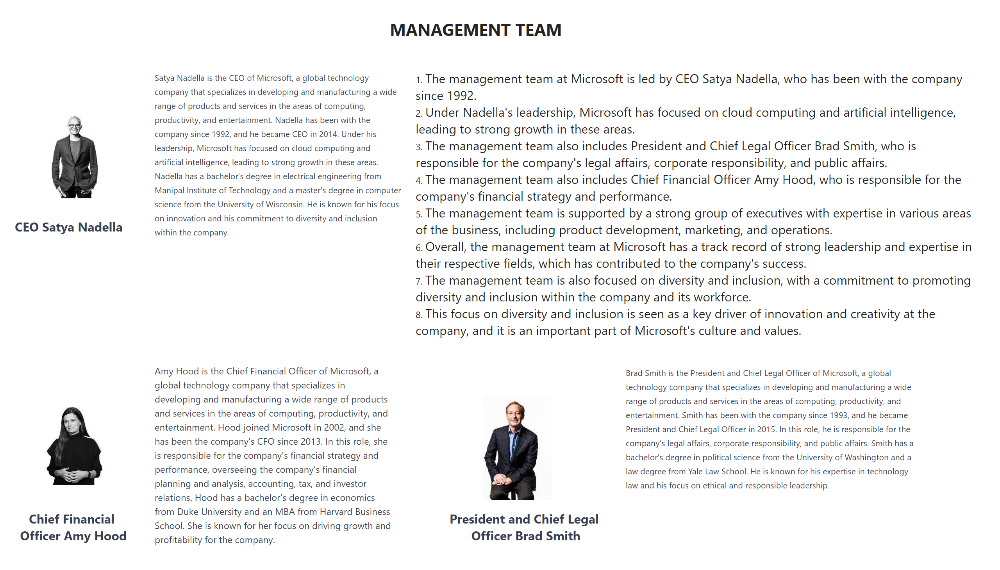 MANAGEMENT TEAM
Satya Nadella is the CEO of Microsoft, a global technology
company that specializes in developing and manufacturing a wide
range of products and services in the areas of computing,
productivity, and entertainment. Nadella has been with the
company since 1992, and he became CEO in 2014. Under his
leadership, Microsoft has focused on cloud computing and
artificial intelligence, leading to strong growth in these areas.
Nadella has a bachelor's degree in electrical engineering from
Manipal Institute of Technology and a master's degree in computer
science from the University of Wisconsin. He is known for his focus
on innovation and his commitment to diversity and inclusion
within the company.
CEO Satya Nadella
1. The management team at Microsoft is led by CEO Satya Nadella, who has been with the company
since 1992.
2. Under Nadella's leadership, Microsoft has focused on cloud computing and artificial intelligence,
leading to strong growth in these areas.
3. The management team also includes President and Chief Legal Officer Brad Smith, who is
responsible for the company's legal affairs, corporate responsibility, and public affairs.
4. The management team also includes Chief Financial Officer Amy Hood, who is responsible for the
company's financial strategy and performance.
5. The management team is supported by a strong group of executives with expertise in various areas
of the business, including product development, marketing, and operations.
6. Overall, the management team at Microsoft has a track record of strong leadership and expertise in
their respective fields, which has contributed to the company's success.
7. The management team is also focused on diversity and inclusion, with a commitment to promoting
diversity and inclusion within the company and its workforce.
8. This focus on diversity and inclusion is seen as a key driver of innovation and creativity at the
company, and it is an important part of Microsoft's culture and values.
Amy Hood is the Chief Financial Officer of Microsoft, a
global technology company that specializes in
developing and manufacturing a wide range of products
and services in the areas of computing, productivity, and
entertainment. Hood joined Microsoft in 2002, and she
has been the company's CFO since 2013. In this role, she
is responsible for the company's financial strategy and
performance, overseeing the company's financial
planning and analysis, accounting, tax, and investor
relations. Hood has a bachelor's degree in economics
from Duke University and an MBA from Harvard Business
School. She is known for her focus on driving growth and
profitability for the company.
Chief Financial
Officer Amy Hood
Brad Smith is the President and Chief Legal Officer of Microsoft, a global
technology company that specializes in developing and manufacturing a wide
range of products and services in the areas of computing, productivity, and
entertainment. Smith has been with the company since 1993, and he became
President and Chief Legal Officer in 2015. In this role, he is responsible for the
company's legal affairs, corporate responsibility, and public affairs. Smith has a
bachelor's degree in political science from the University of Washington and a
law degree from Yale Law School. He is known for his expertise in technology
law and his focus on ethical and responsible leadership.
President and Chief Legal
Officer Brad Smith